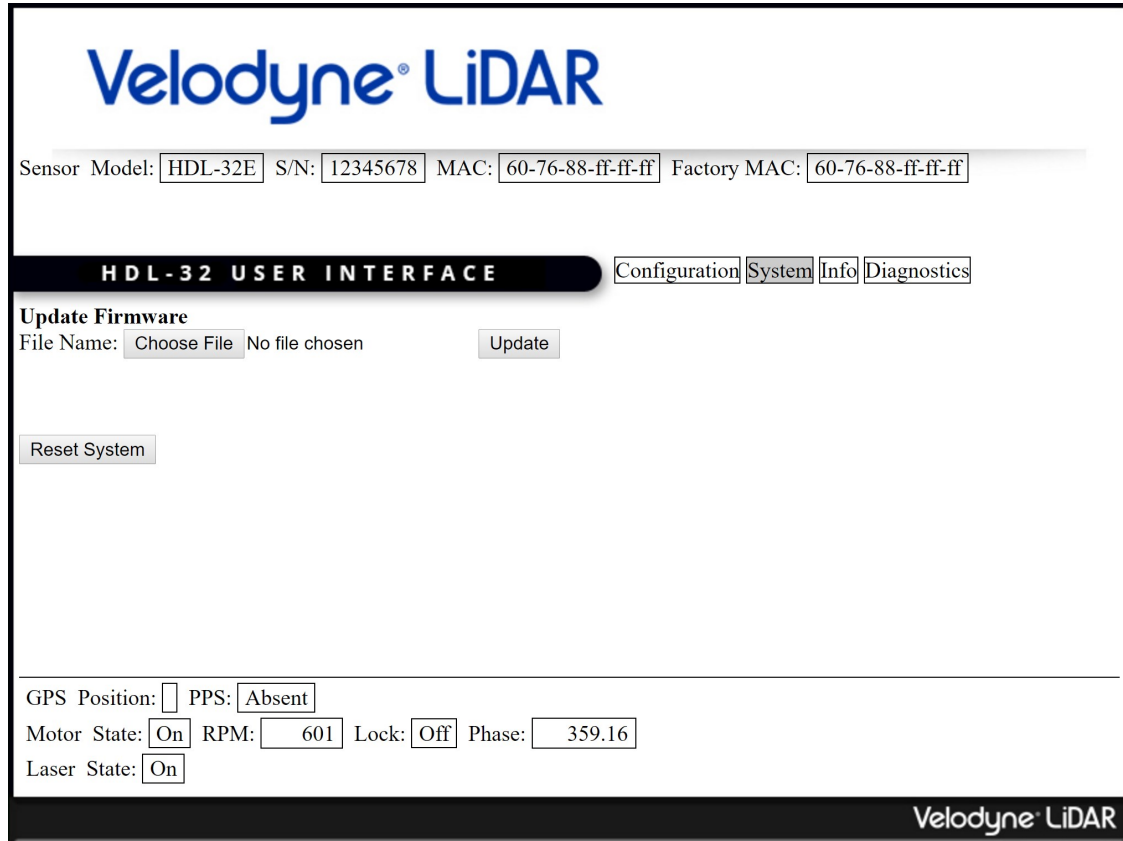 Velodyne® LiDAR
Sensor Model: HDL-32E S/N: 12345678 MAC: 60-76-88-ff-ff-ff Factory MAC: 60-76-88-ff-ff-ff
HDL-32 USER INTERFACE Configuration System Info Diagnostics
Update Firmware
File Name: Choose File No file chosen Update
Reset System
GPS Position: PPS: Absent
Motor State: On RPM: 601 Lock: Off Phase: 359.16
Laser State: On
Velodyne® LiDAR